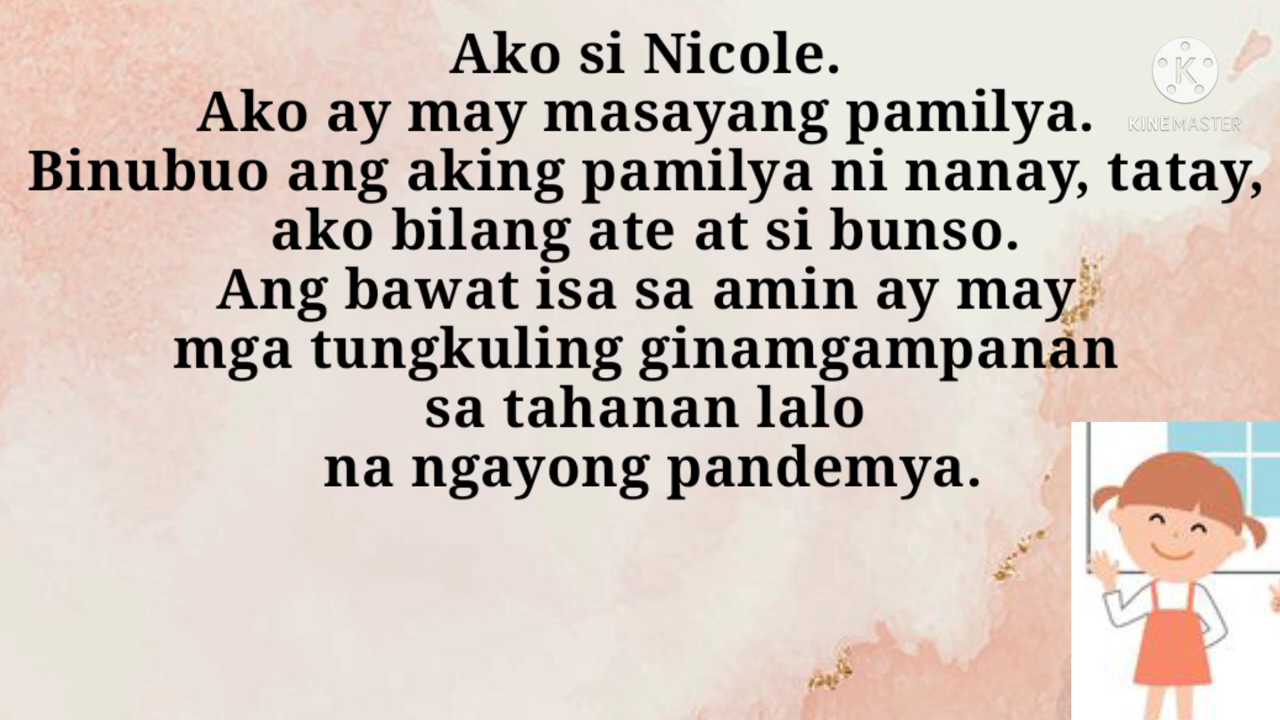 Ako si Nicole.
Ako ay may masayang pamilya.
Binubuo ang aking pamilya ni nanay, tatay,
ako bilang ate at si bunso.
Ang bawat isa sa amin ay may
mga tungkuling ginamgampanan
sa tahanan lalo
na ngayong pandemya.
K
KINEMASTER